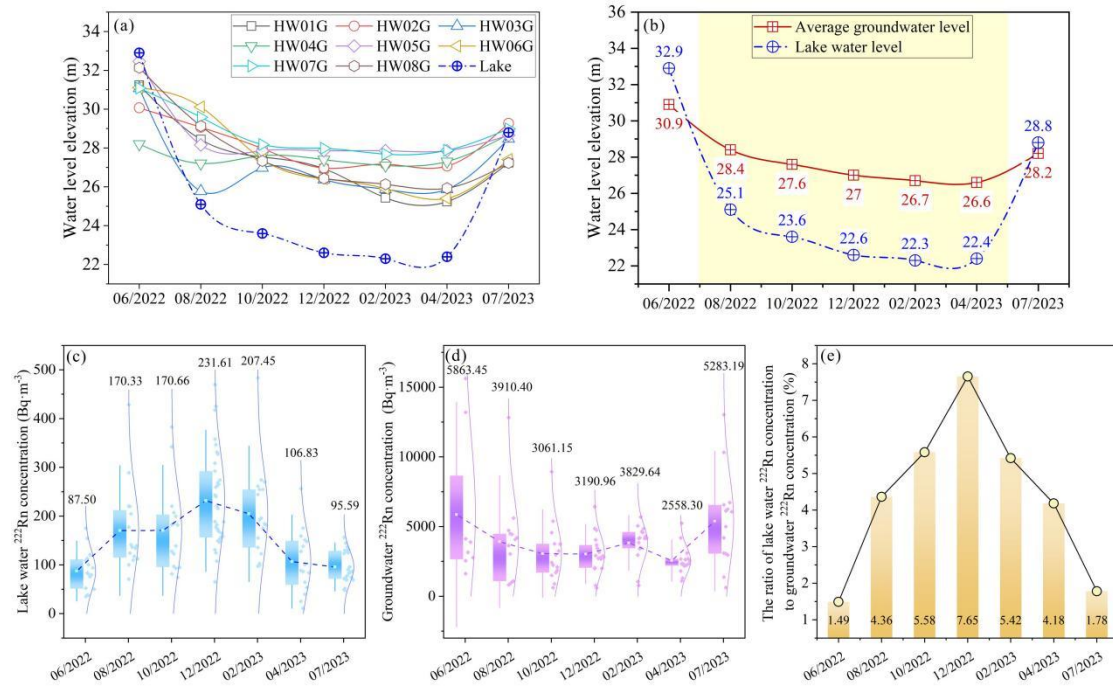 (a)
HW01G HW02G HW03G
HW04G HW05G HW06G
HW07G HW08G Lake
Water level elevation (m)
34
32
30
28
26
24
22
06/2022 08/2022 10/2022 12/2022 02/2023 04/2023 07/2023
(b)
Average groundwater level
Lake water level
Water level elevation (m)
36
34
32
30
28
26
24
22
32.9
30.9
28.4
27.6
27
26.7
26.6
28.8
28.2
25.1
23.6
22.6
22.3
22.4
06/2022 08/2022 10/2022 12/2022 02/2023 04/2023 07/2023
(c)
Lake water ²²²Rn concentration (Bq·m⁻³)
500
400
300
200
100
0
87.50
170.33
170.66
231.61
207.45
106.83
95.59
06/2022 08/2022 10/2022 12/2022 02/2023 04/2023 07/2023
(d)
Groundwater ²²²Rn concentration (Bq·m⁻³)
15000
10000
5000
0
5863.45
3910.40
3061.15
3190.96
3829.64
2558.30
5283.19
06/2022 08/2022 10/2022 12/2022 02/2023 04/2023 07/2023
(e)
The ratio of lake water ²²²Rn concentration
to groundwater ²²²Rn concentration (%)
8
7
6
5
4
3
2
1
1.49 4.36 5.58 7.65 5.42 4.18 1.78
06/2022 08/2022 10/2022 12/2022 02/2023 04/2023 07/2023